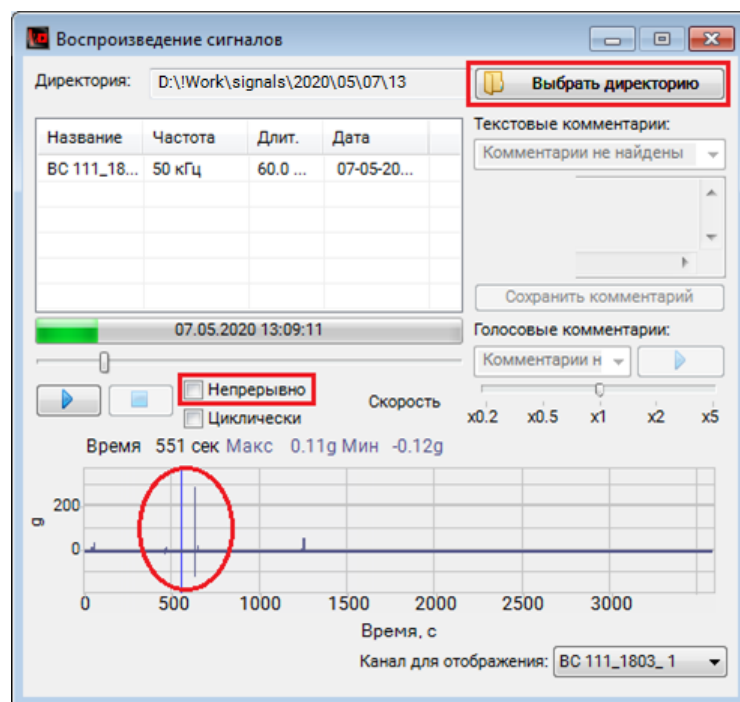 Воспроизведение сигналов
Директория: D:\!Work\signals\2020\05\07\13 Выбрать директорию
Название Частота Длит. Дата
ВС 111_18... 50 кГц 60.0 ... 07-05-20...
Текстовые комментарии:
Комментарии не найдены
Сохранить комментарий
07.05.2020 13:09:11
Голосовые комментарии:
Комментарии н
Непрерывно
Циклически
Скорость
x0.2 x0.5 x1 x2 x5
Время 551 сек Макс 0.11g Мин -0.12g
g
200
0
0 500 1000 1500 2000 2500 3000
Время, с
Канал для отображения: ВС 111_1803_ 1